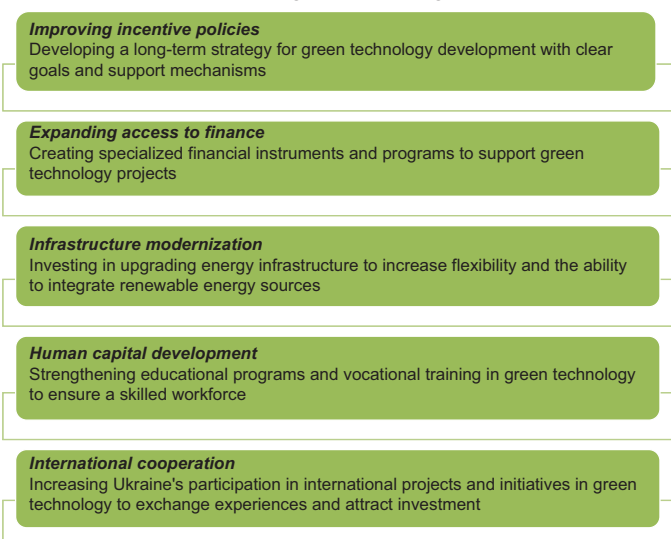 Improving incentive policies
Developing a long-term strategy for green technology development with clear
goals and support mechanisms
Expanding access to finance
Creating specialized financial instruments and programs to support green
technology projects
Infrastructure modernization
Investing in upgrading energy infrastructure to increase flexibility and the ability
to integrate renewable energy sources
Human capital development
Strengthening educational programs and vocational training in green technology
to ensure a skilled workforce
International cooperation
Increasing Ukraine's participation in international projects and initiatives in green
technology to exchange experiences and attract investment